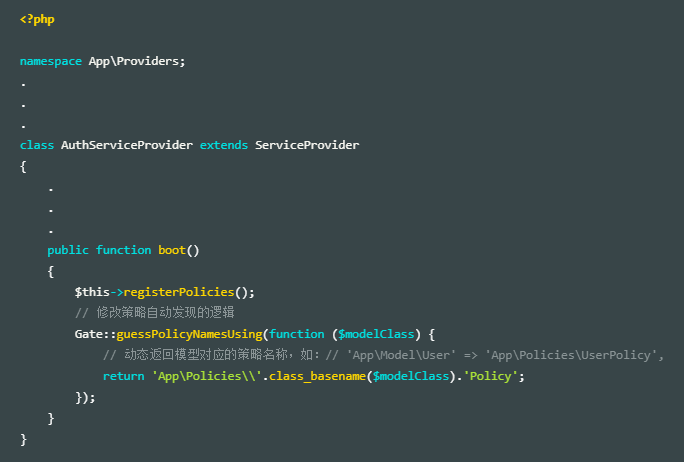 <?php
namespace App\Providers;
.
.
.
class AuthServiceProvider extends ServiceProvider
{
    .
    .
    .
    public function boot()
    {
        $this->registerPolicies();
        // 修改策略自动发现的逻辑
        Gate::guessPolicyNamesUsing(function ($modelClass) {
            // 动态返回模型对应的策略名称，如：// 'App\Model\User' => 'App\Policies\UserPolicy',
            return 'App\Policies\\'.class_basename($modelClass).'Policy';
        });
    }
}